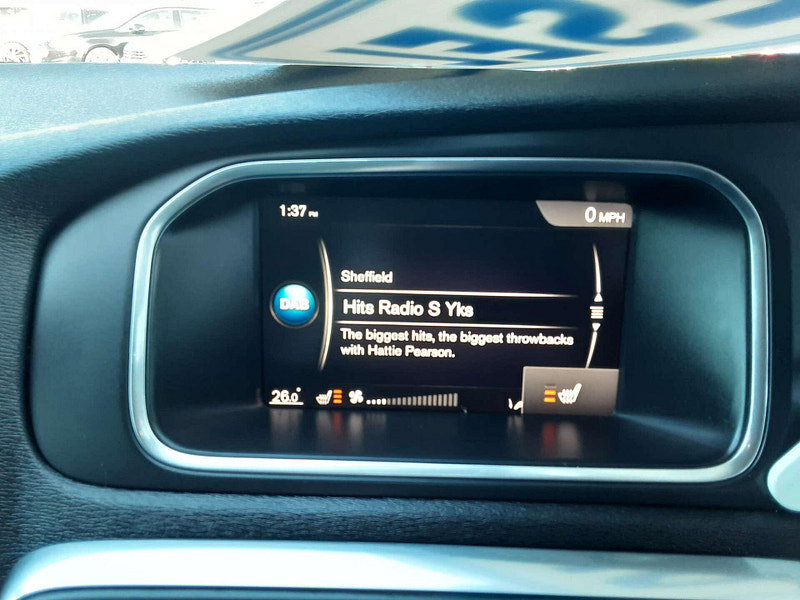 1:37 PM
0 MPH
Sheffield
DAB
Hits Radio S Yks
The biggest hits, the biggest throwbacks
with Hattie Pearson.
26.0°